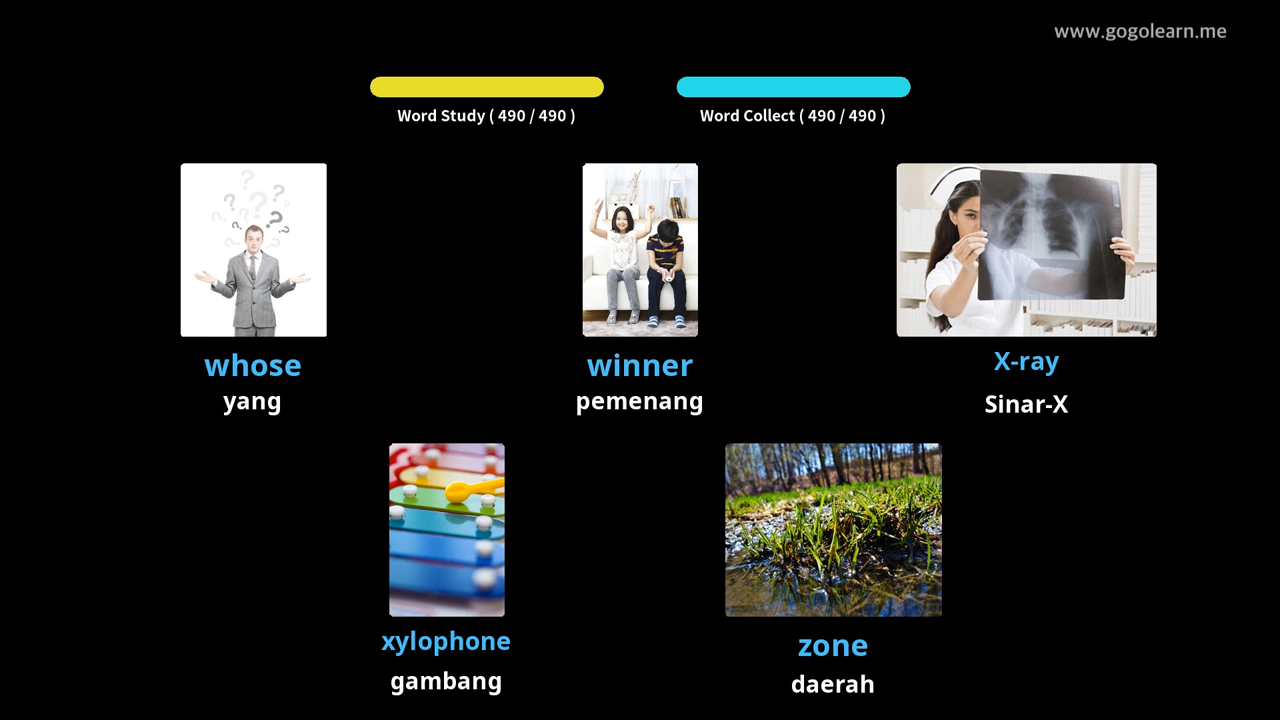 www.gogolearn.me
Word Study ( 490 / 490 )
Word Collect ( 490 / 490 )
whose
yang
winner
pemenang
X-ray
Sinar-X
xylophone
gambang
zone
daerah